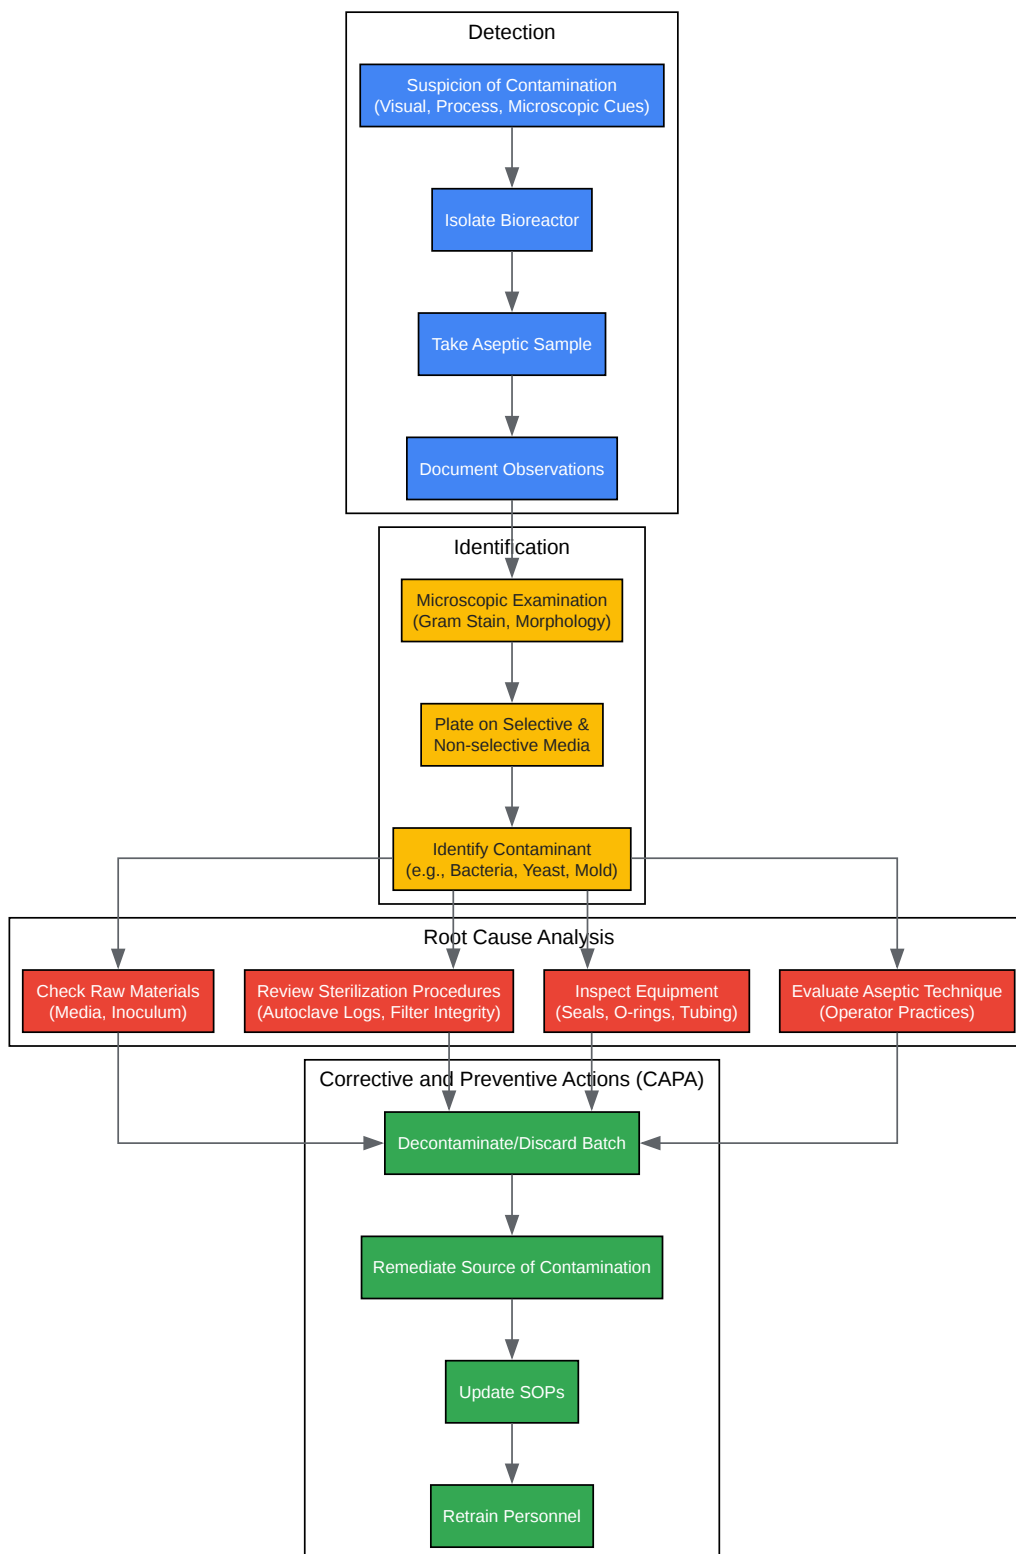 Detection
Suspicion of Contamination
(Visual, Process, Microscopic Cues)
Isolate Bioreactor
Take Aseptic Sample
Document Observations
Identification
Microscopic Examination
(Gram Stain, Morphology)
Plate on Selective &
Non-selective Media
Identify Contaminant
(e.g., Bacteria, Yeast, Mold)
Root Cause Analysis
Check Raw Materials
(Media, Inoculum)
Review Sterilization Procedures
(Autoclave Logs, Filter Integrity)
Inspect Equipment
(Seals, O-rings, Tubing)
Evaluate Aseptic Technique
(Operator Practices)
Corrective and Preventive Actions (CAPA)
Decontaminate/Discard Batch
Remediate Source of Contamination
Update SOPs
Retrain Personnel